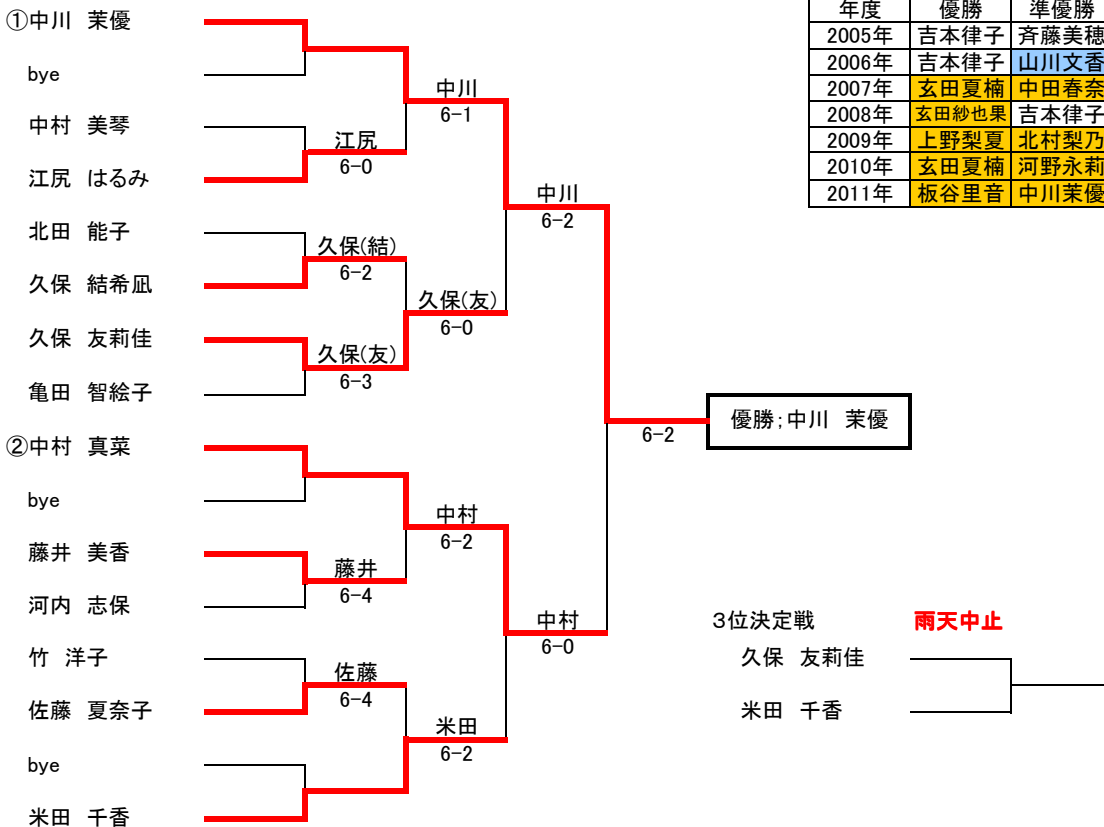 ①中川 茉優
bye
中村 美琴
江尻 はるみ
北田 能子
久保 結希凪
久保 友莉佳
亀田 智絵子
②中村 真菜
bye
藤井 美香
河内 志保
竹 洋子
佐藤 夏奈子
bye
米田 千香
江尻
6-0
久保(結)
6-2
久保(友)
6-3
藤井
6-4
佐藤
6-4
中川
6-1
久保(友)
6-0
中村
6-2
米田
6-2
中川
6-2
中村
6-0
6-2
優勝;中川 茉優
年度 優勝 準優勝
2005年 吉本律子 斉藤美穂
2006年 吉本律子 山川文香
2007年 玄田夏楠 中田春奈
2008年 玄田紗也果 吉本律子
2009年 上野梨夏 北村梨乃
2010年 玄田夏楠 河野永莉
2011年 板谷里音 中川茉優
3位決定戦 雨天中止
久保 友莉佳
米田 千香